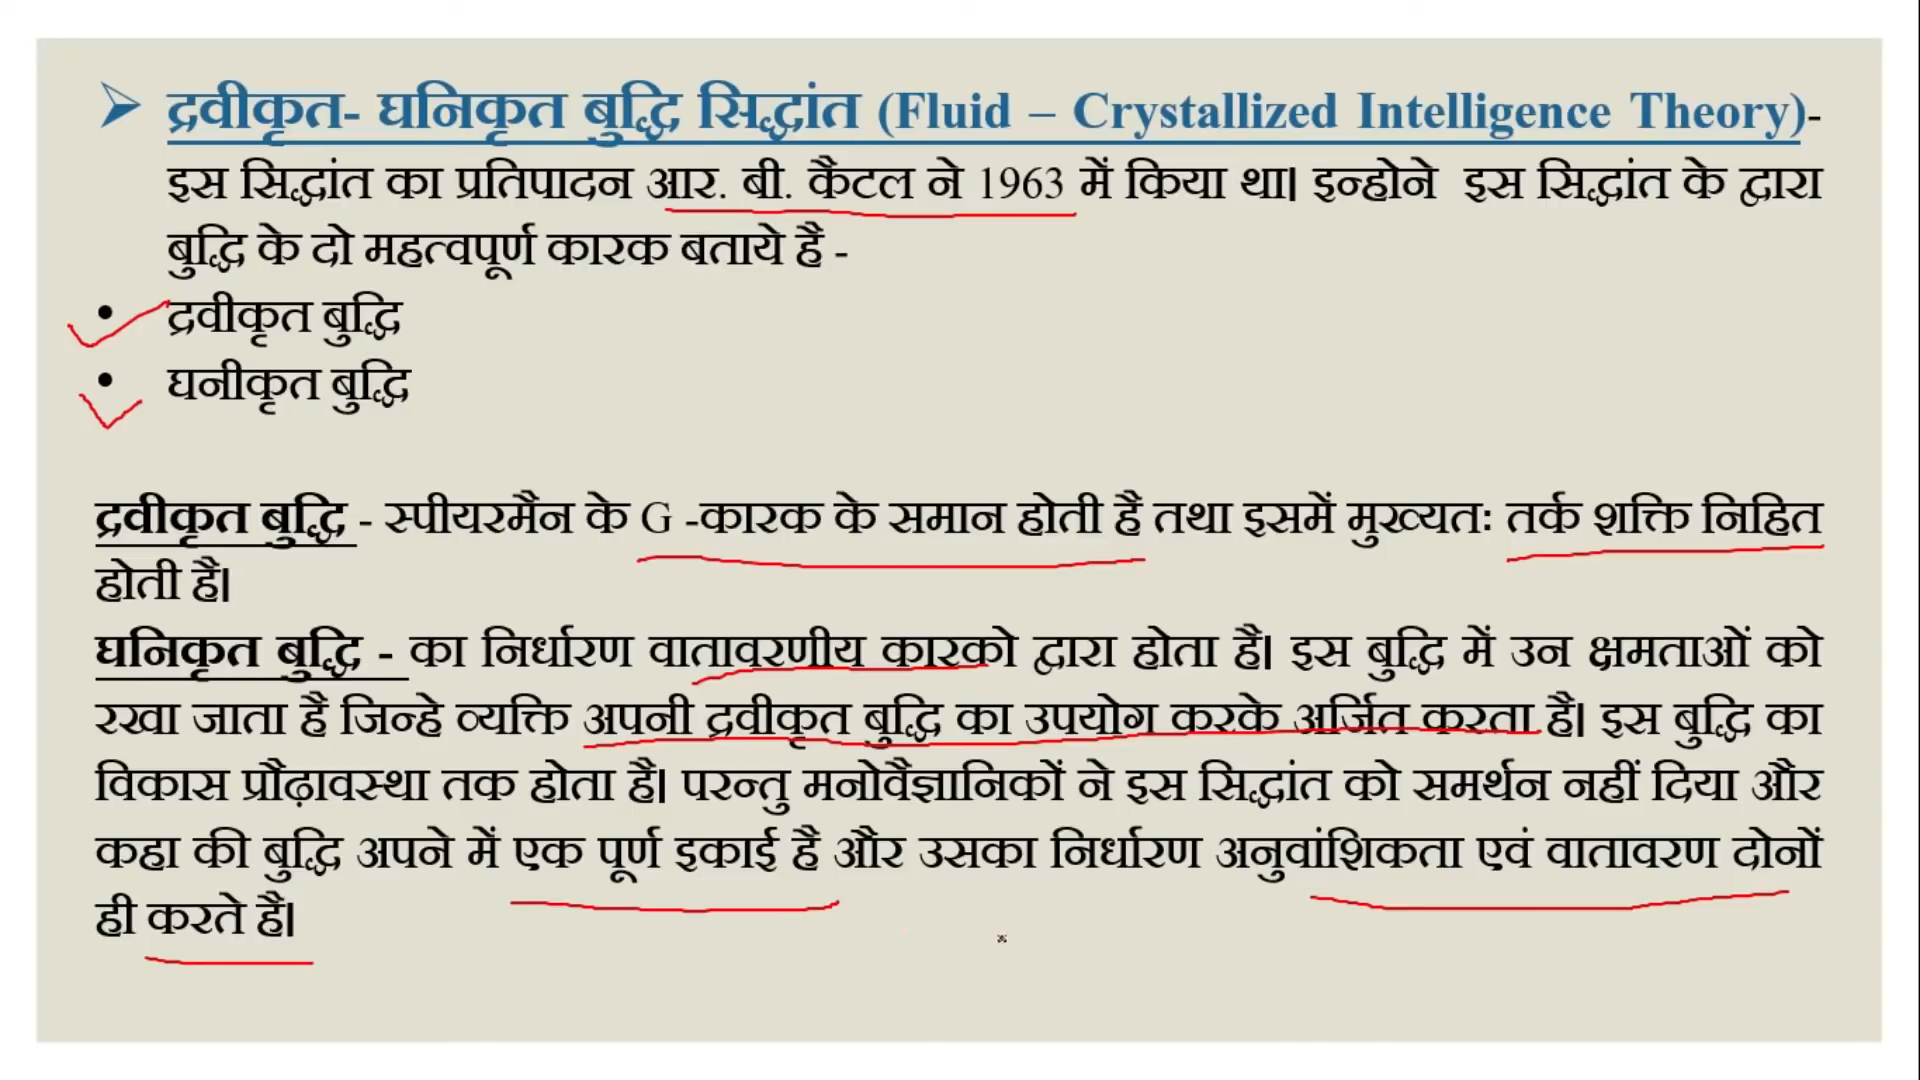 ➢ द्रवीकृत- घनिकृत बुद्धि सिद्धांत (Fluid – Crystallized Intelligence Theory)-
इस सिद्धांत का प्रतिपादन आर. बी. कैटल ने 1963 में किया था। इन्होने इस सिद्धांत के द्वारा
बुद्धि के दो महत्वपूर्ण कारक बताये है -
• द्रवीकृत बुद्धि
• घनीकृत बुद्धि
द्रवीकृत बुद्धि - स्पीयरमैन के G -कारक के समान होती है तथा इसमें मुख्यतः तर्क शक्ति निहित
होती है।
घनिकृत बुद्धि - का निर्धारण वातावरणीय कारको द्वारा होता है। इस बुद्धि में उन क्षमताओं को
रखा जाता है जिन्हे व्यक्ति अपनी द्रवीकृत बुद्धि का उपयोग करके अर्जित करता है। इस बुद्धि का
विकास प्रौढ़ावस्था तक होता है। परन्तु मनोवैज्ञानिकों ने इस सिद्धांत को समर्थन नहीं दिया और
कहा की बुद्धि अपने में एक पूर्ण इकाई है और उसका निर्धारण अनुवांशिकता एवं वातावरण दोनों
ही करते है।